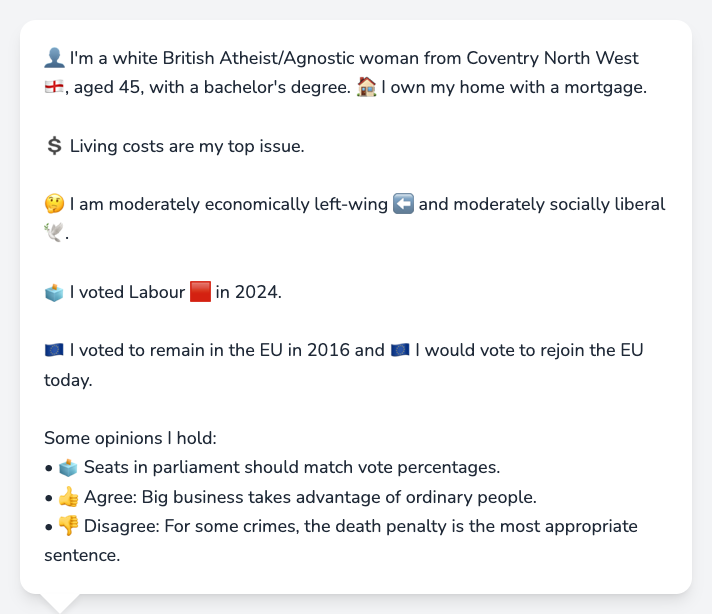 👤 I'm a white British Atheist/Agnostic woman from Coventry North West
🏴󠁧󠁢󠁥󠁮󠁧󠁿, aged 45, with a bachelor's degree. 🏠 I own my home with a mortgage.
💲 Living costs are my top issue.
🤔 I am moderately economically left-wing ⬅️ and moderately socially liberal
🕊️.
🗳️ I voted Labour 🟥 in 2024.
🇪🇺 I voted to remain in the EU in 2016 and 🇪🇺 I would vote to rejoin the EU
today.
Some opinions I hold:
• 🗳️ Seats in parliament should match vote percentages.
• 👍 Agree: Big business takes advantage of ordinary people.
• 👎 Disagree: For some crimes, the death penalty is the most appropriate
sentence.